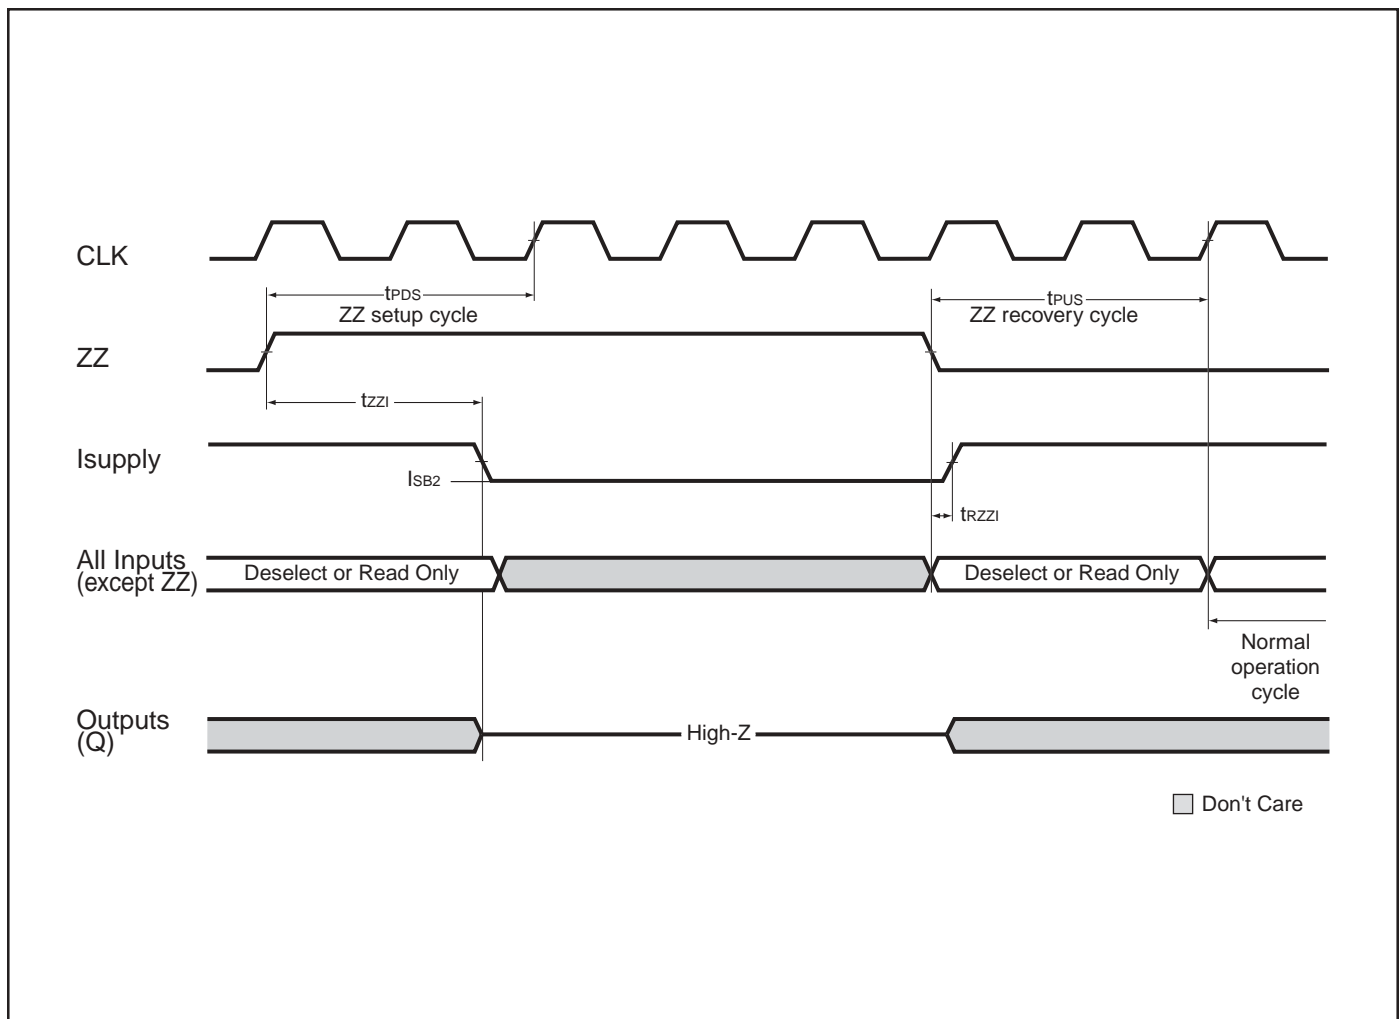 CLK
tPDS
ZZ setup cycle
tPUS
ZZ recovery cycle
ZZ
tZZI
Isupply
ISB2
tRZZI
All Inputs
(except ZZ)
Deselect or Read Only
Deselect or Read Only
Normal
operation
cycle
Outputs
(Q)
High-Z
Don't Care